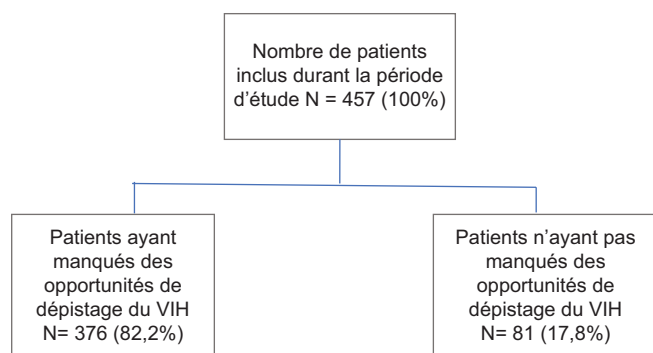 Nombre de patients
inclus durant la période
d’étude N = 457 (100%)
Patients ayant
manqués des
opportunités de
dépistage du VIH
N= 376 (82,2%)
Patients n’ayant pas
manqués des
opportunités de
dépistage du VIH
N= 81 (17,8%)